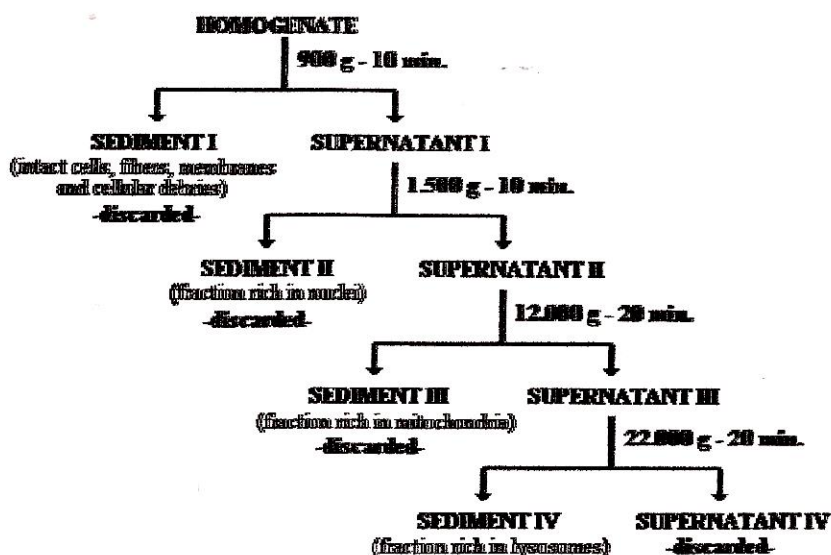 HOMOGENATE
900 g - 10 min.
SEDIMENT I
(intact cells, fibers, membranes
and cellular debries)
-discarded-
SUPERNATANT I
1.500 g - 10 min.
SEDIMENT II
(fraction rich in nuclei)
-discarded-
SUPERNATANT II
12.000 g - 20 min.
SEDIMENT III
(fraction rich in mitochondria)
-discarded-
SUPERNATANT III
22.000 g - 20 min.
SEDIMENT IV
(fraction rich in lysosomes)
SUPERNATANT IV
-discarded-